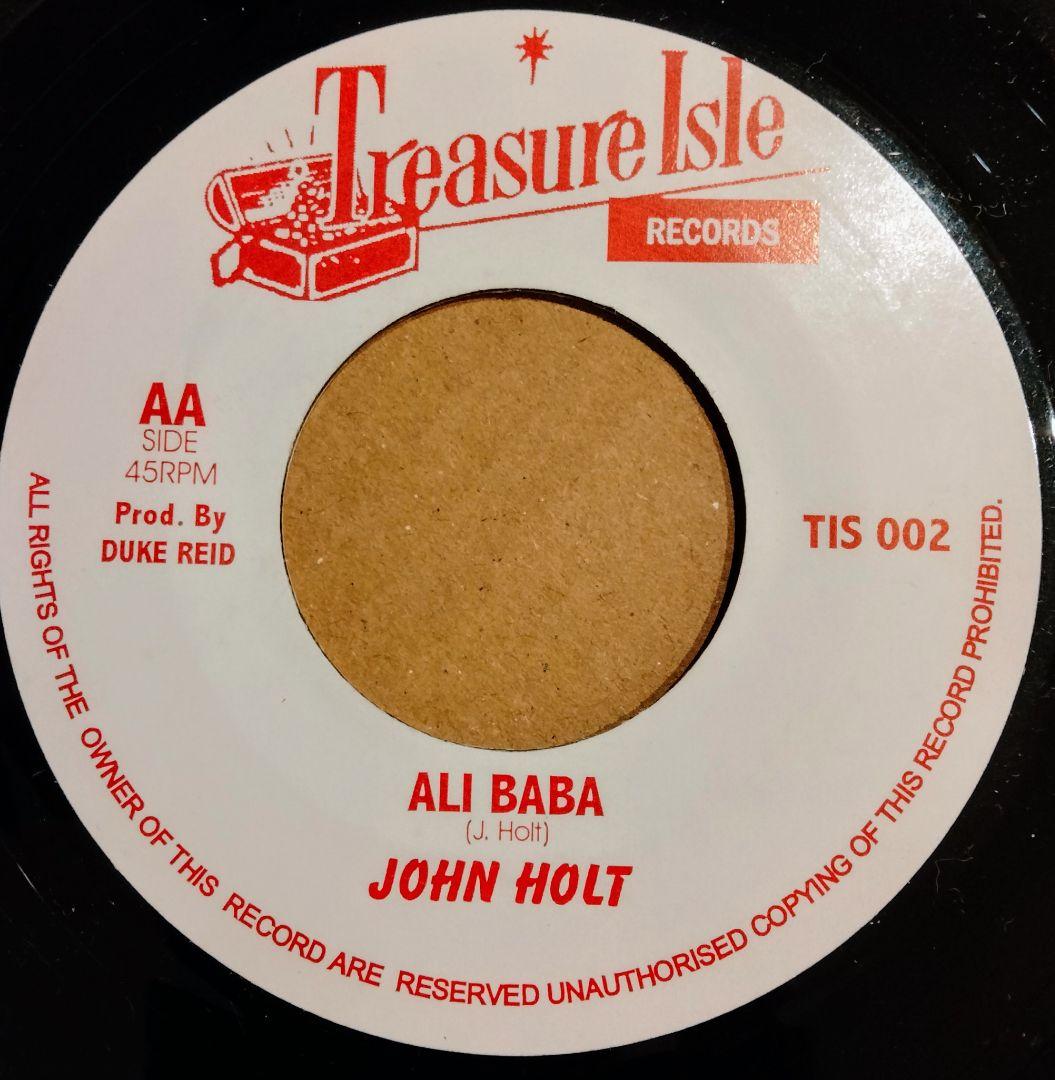 Treasure Isle
RECORDS
AA
SIDE
45RPM
Prod. By
DUKE REID
TIS 002
ALI BABA
(J. Holt)
JOHN HOLT
ALL RIGHTS OF THE OWNER OF THIS RECORD ARE RESERVED UNAUTHORISED COPYING OF THIS RECORD PROHIBITED.